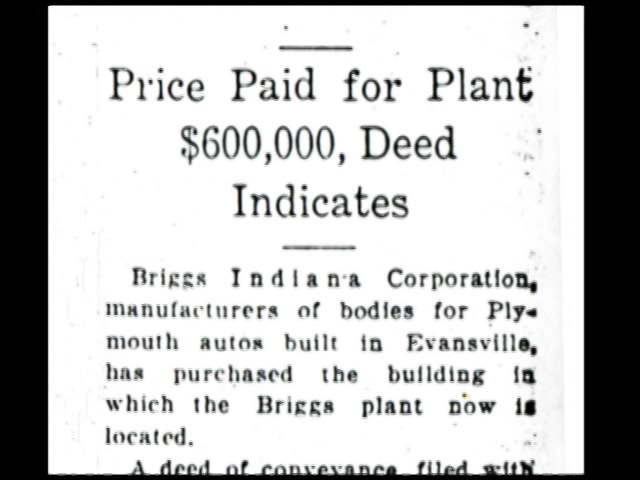 Price Paid for Plant
$600,000, Deed
Indicates
Briggs Indiana Corporation,
manufacturers of bodies for Ply-
mouth autos built in Evansville,
has purchased the building in
which the Briggs plant now is
located.
A deed of conveyance filed with